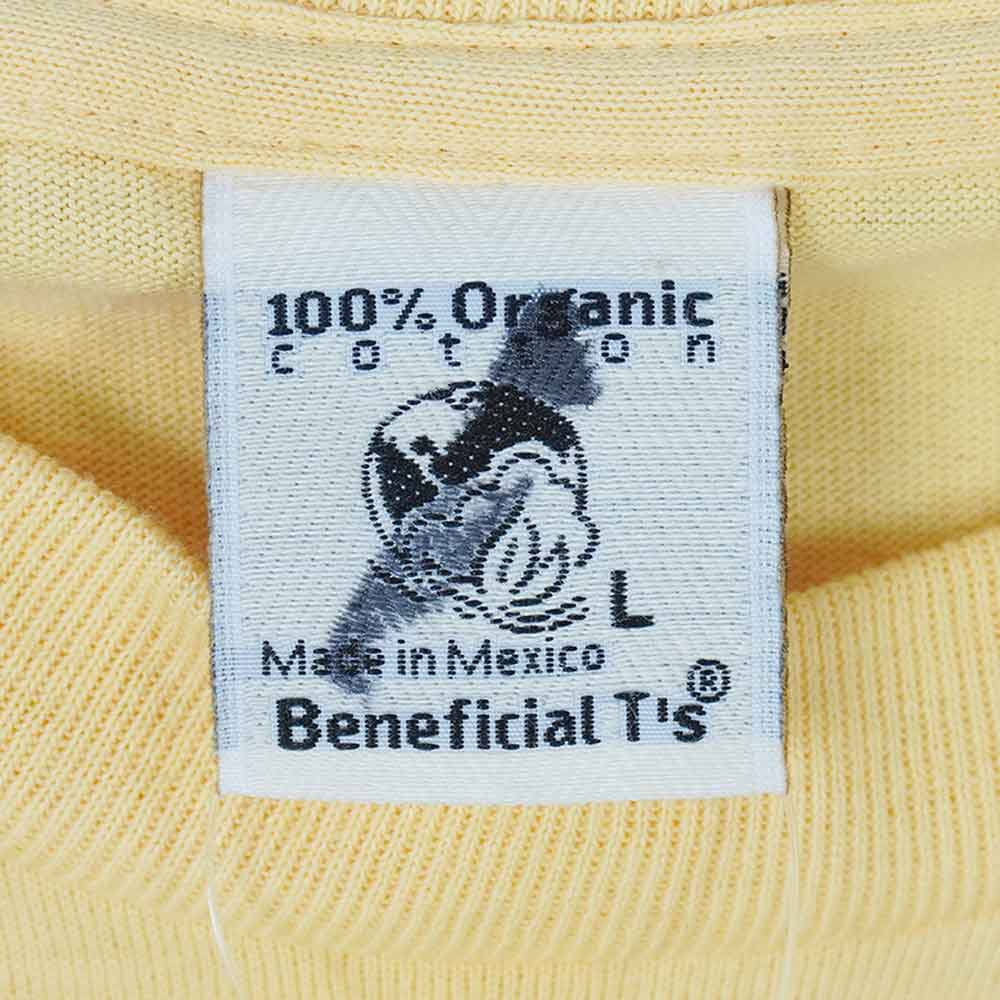 100% Organic
cotton
L
Made in Mexico
Beneficial T's®